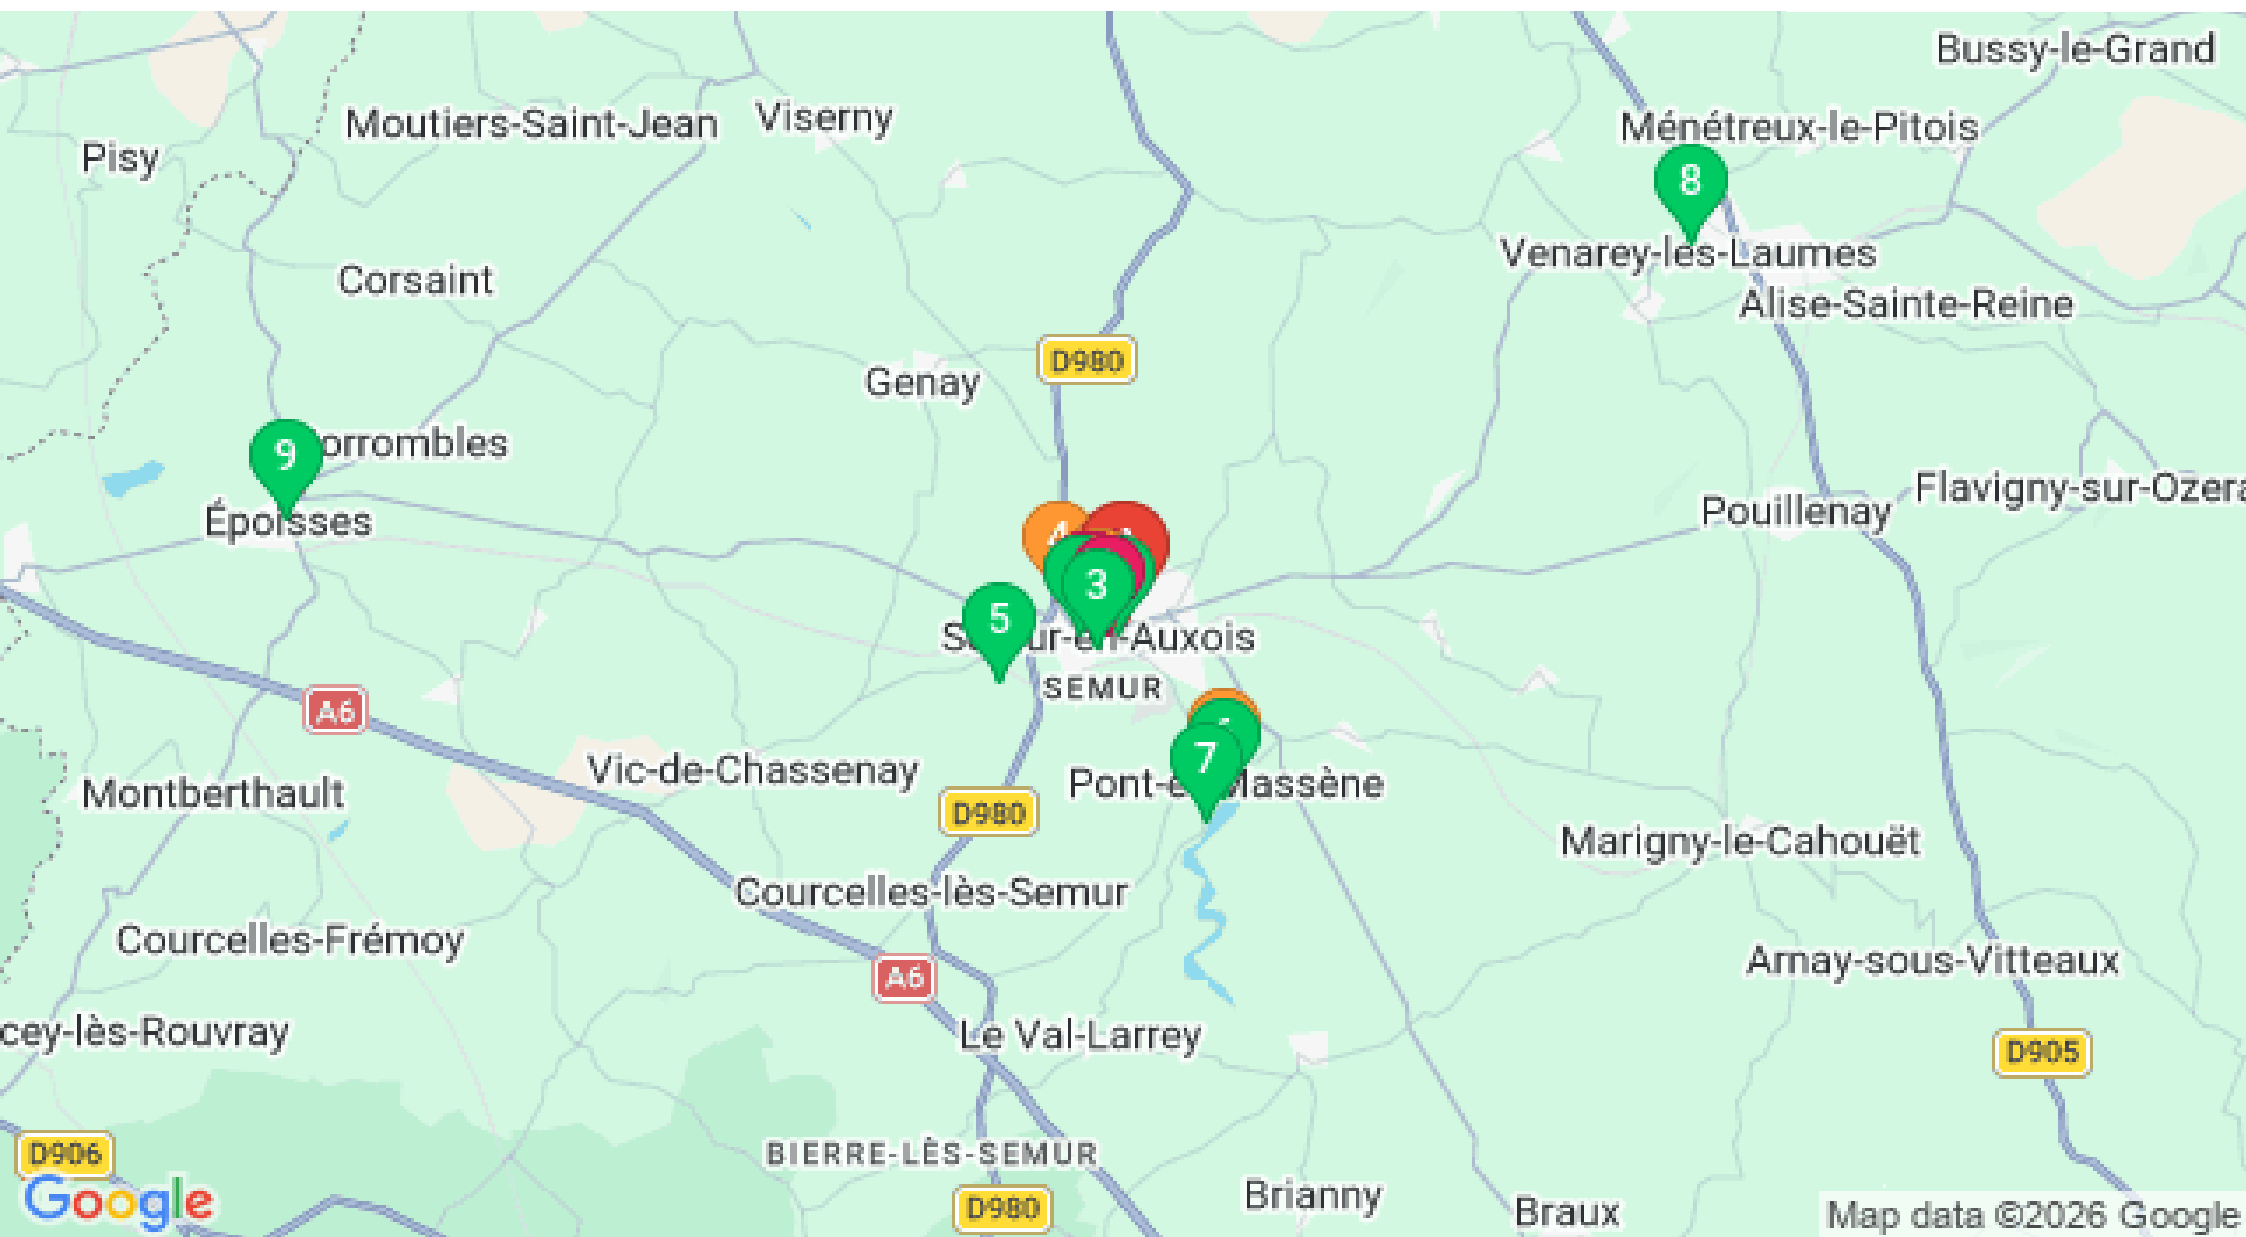 Bussy-le-Grand
Moutiers-Saint-Jean
Viserny
Ménétreux-le-Pitois
Pisy
8
Venarey-les-Laumes
Corsaint
Alise-Sainte-Reine
D980
Genay
9
orrombles
Flavigny-sur-Ozera
Époisses
Pouillenay
4
3
5
Semur-en-Auxois
SEMUR
A6
7
Vic-de-Chassenay
Pont-et-Massène
Montberthault
D980
Marigny-le-Cahouët
Courcelles-lès-Semur
Courcelles-Frémoy
Arnay-sous-Vitteaux
A6
cey-lès-Rouvray
Le Val-Larrey
D905
D906
BIERRE-LÈS-SEMUR
Google
Brianny
D980
Braux
Map data ©2026 Google